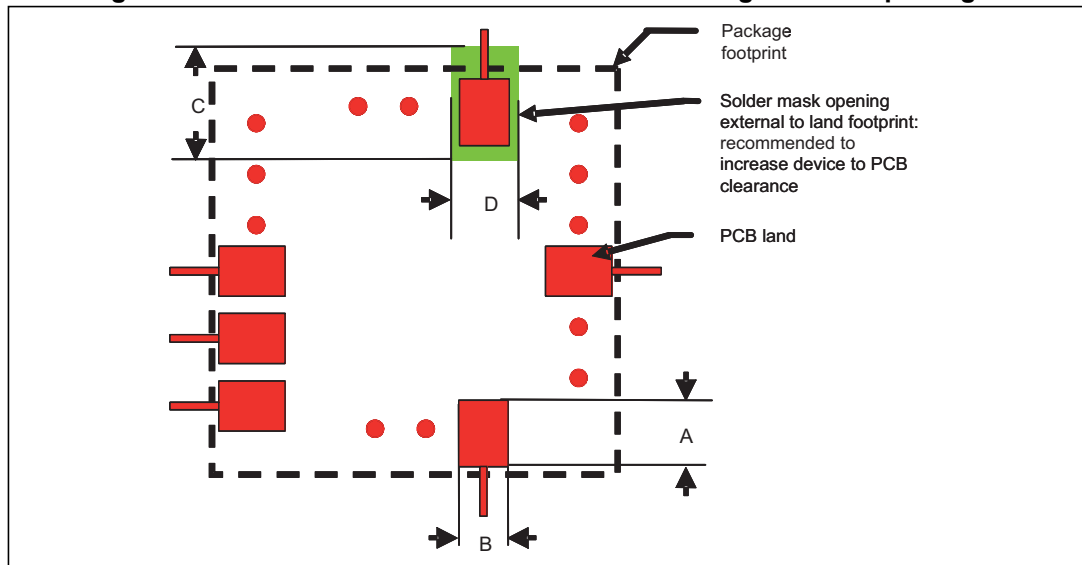 Package
footprint
C
Solder mask opening
external to land footprint:
recommended to
increase device to PCB
clearance
D
PCB land
A
B